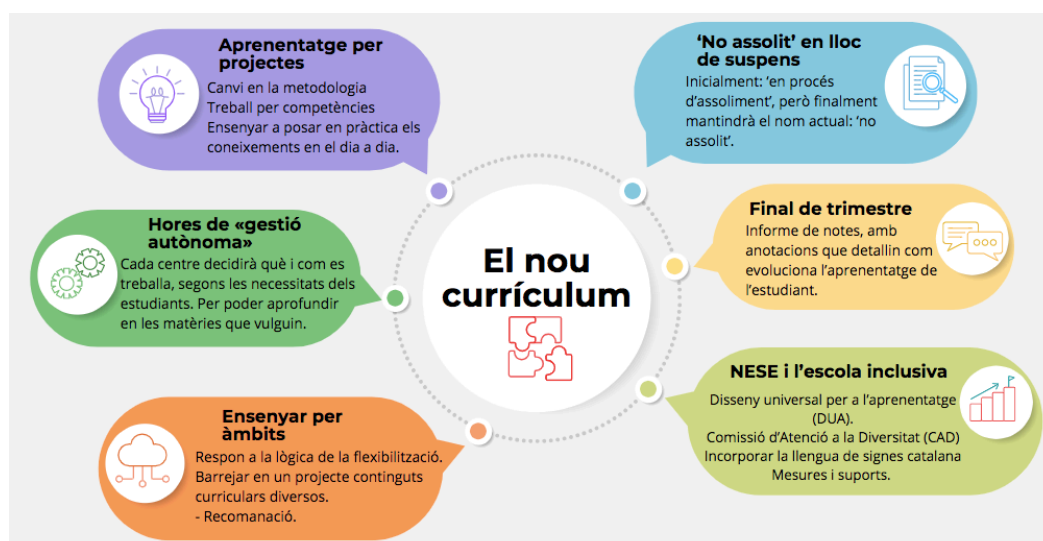 Aprenentatge per
projectes
Canvi en la metodologia
Treball per competències
Ensenyar a posar en pràctica els
coneixements en el dia a dia.
‘No assolit’ en lloc
de suspens
Inicialment: ‘en procés
d’assoliment’, però finalment
mantindrà el nom actual: ‘no
assolit’.
Hores de «gestió
autònoma»
Cada centre decidirà què i com es
treballa, segons les necessitats dels
estudiants. Per poder aprofundir
en les matèries que vulguin.
El nou
currículum
Final de trimestre
Informe de notes, amb
anotacions que detallin com
evoluciona l’aprenentatge de
l’estudiant.
Ensenyar per
àmbits
Respon a la lògica de la flexibilització.
Barrejar en un projecte continguts
curriculars diversos.
- Recomanació.
NESE i l’escola inclusiva
Disseny universal per a l’aprenentatge
(DUA).
Comissió d’Atenció a la Diversitat (CAD)
Incorporar la llengua de signes catalana
Mesures i suports.